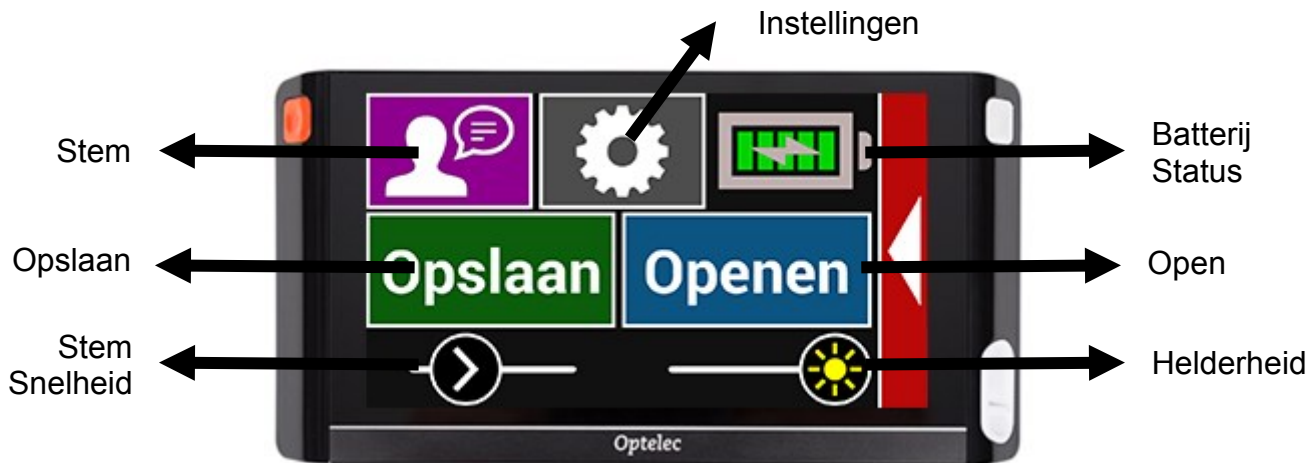 Instellingen
Stem
Batterij
Status
Opslaan
Opslaan
Openen
Open
Stem
Snelheid
Helderheid
Optelec